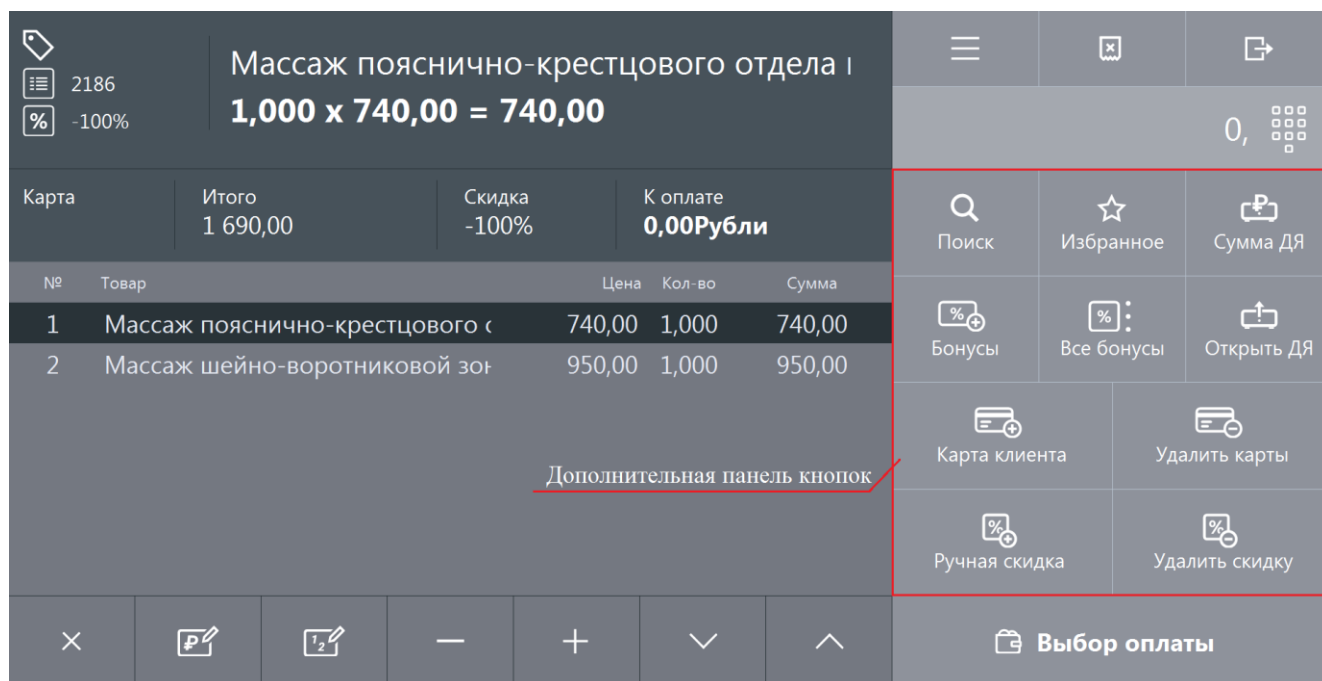 Массаж пояснично-крестцового отдела
2186
1,000 x 740,00 = 740,00
% -100%
0,
Карта Итого Скидка К оплате
1 690,00 -100% 0,00Рубли
Поиск Избранное Сумма ДЯ
№ Товар Цена Кол-во Сумма
1 Массаж пояснично-крестцового 740,00 1,000 740,00
2 Массаж шейно-воротниковой 950,00 1,000 950,00
Бонусы Все бонусы Открыть ДЯ
Карта клиента Удалить карты
Дополнительная панель кнопок
Ручная скидка Удалить скидку
Выбор оплаты